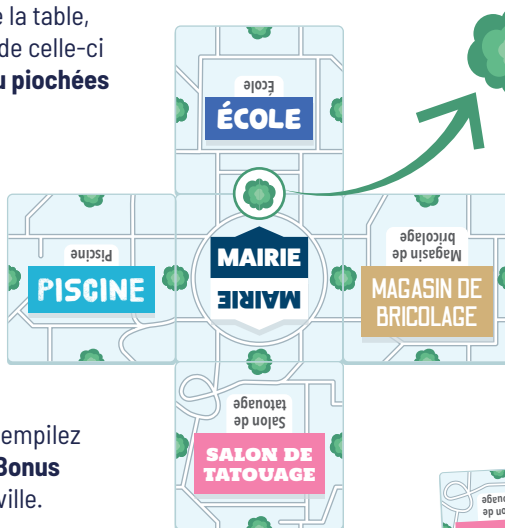 e la table,
de celle-ci
u piochées
École
ÉCOLE
Piscine
PISCINE
MAIRIE
MAIRIE
Magasin de
bricolage
MAGASIN DE
BRICOLAGE
Salon de
tatouage
SALON DE
TATOUAGE
empilez
Bonus
ville.